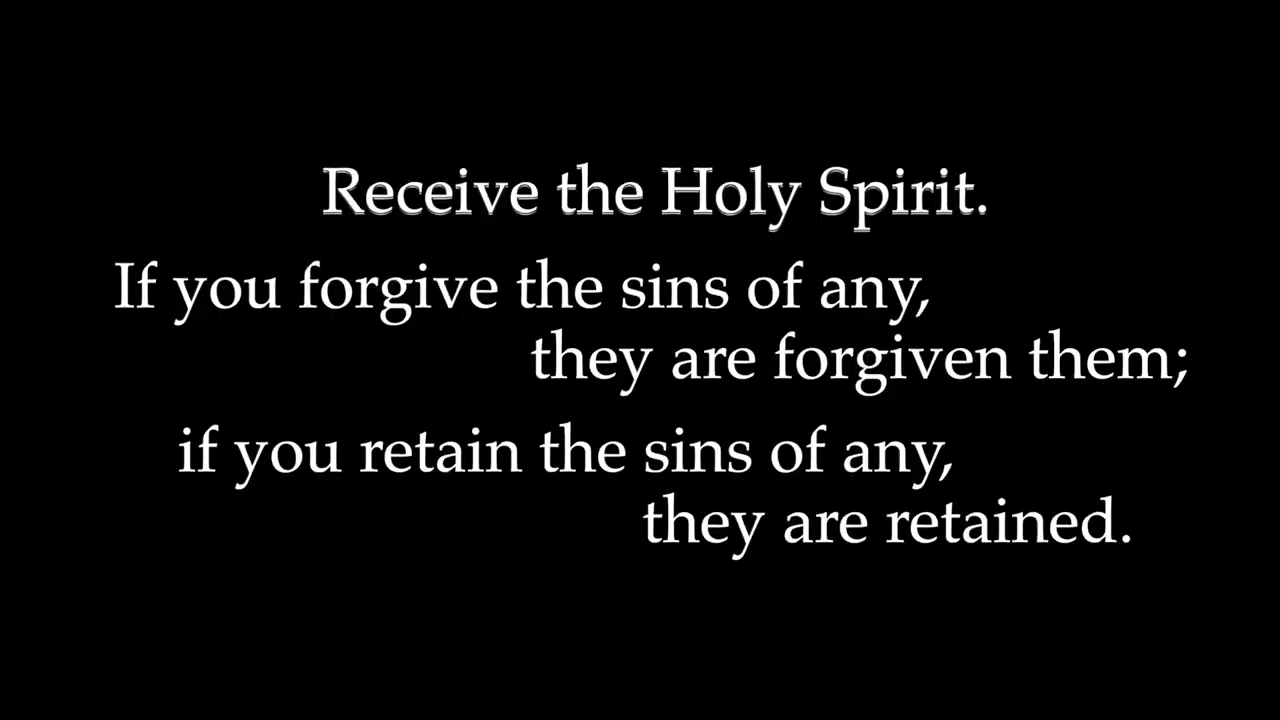 Receive the Holy Spirit.
If you forgive the sins of any,
they are forgiven them;
if you retain the sins of any,
they are retained.